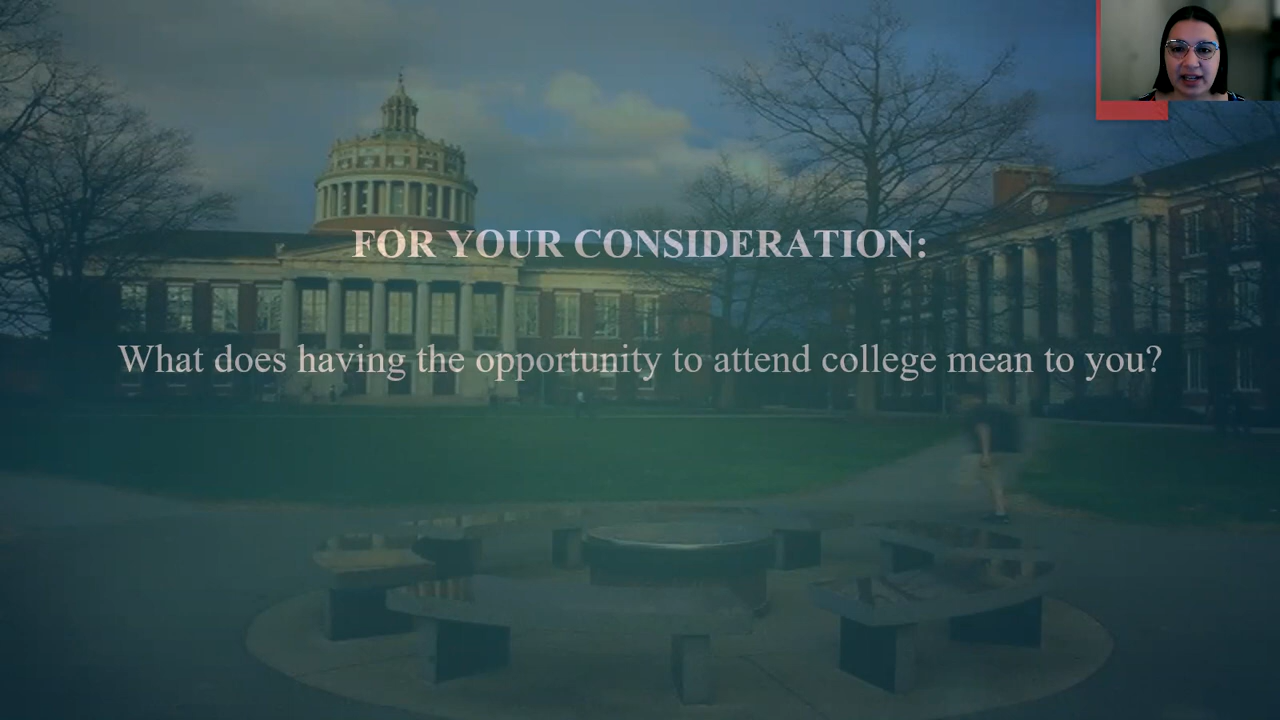 FOR YOUR CONSIDERATION:
What does having the opportunity to attend college mean to you?